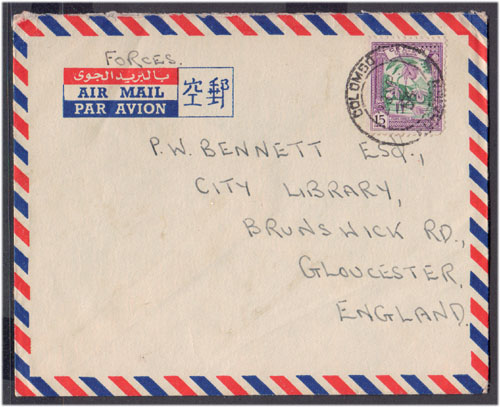 FORCES.
بالبريد الجوى
AIR MAIL
PAR AVION
郵空
COLOMBO
15
P.W. BENNETT ESQ.,
CITY LIBRARY,
BRUNSWICK RD.,
GLOUCESTER,
ENGLAND.